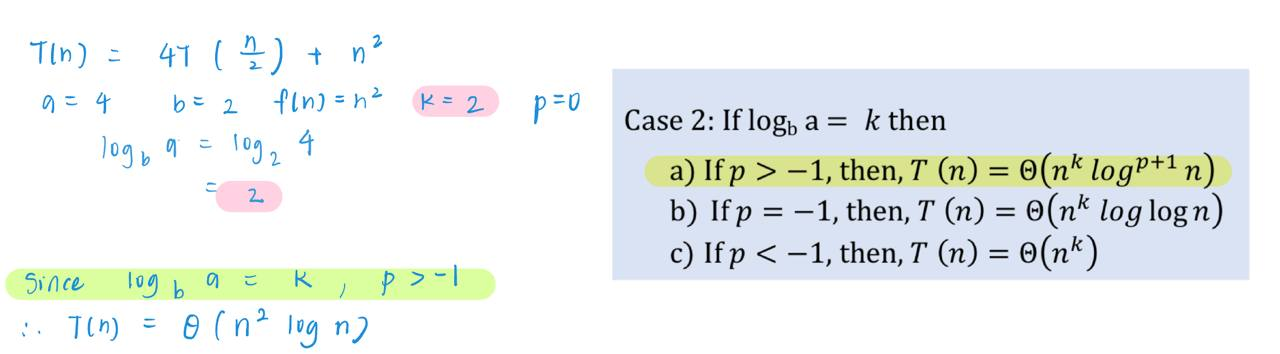 T(n) = 4T (n/2) + n²
a = 4 b = 2 f(n) = n² k = 2 p=0
log_b a = log₂ 4
= 2
Since log_b a = k , p > -1
∴ T(n) = θ (n² log n)
Case 2: If log_b a = k then
a) If p > −1, then, T (n) = Θ(n^k log^(p+1) n)
b) If p = −1, then, T (n) = Θ(n^k log log n)
c) If p < −1, then, T (n) = Θ(n^k)